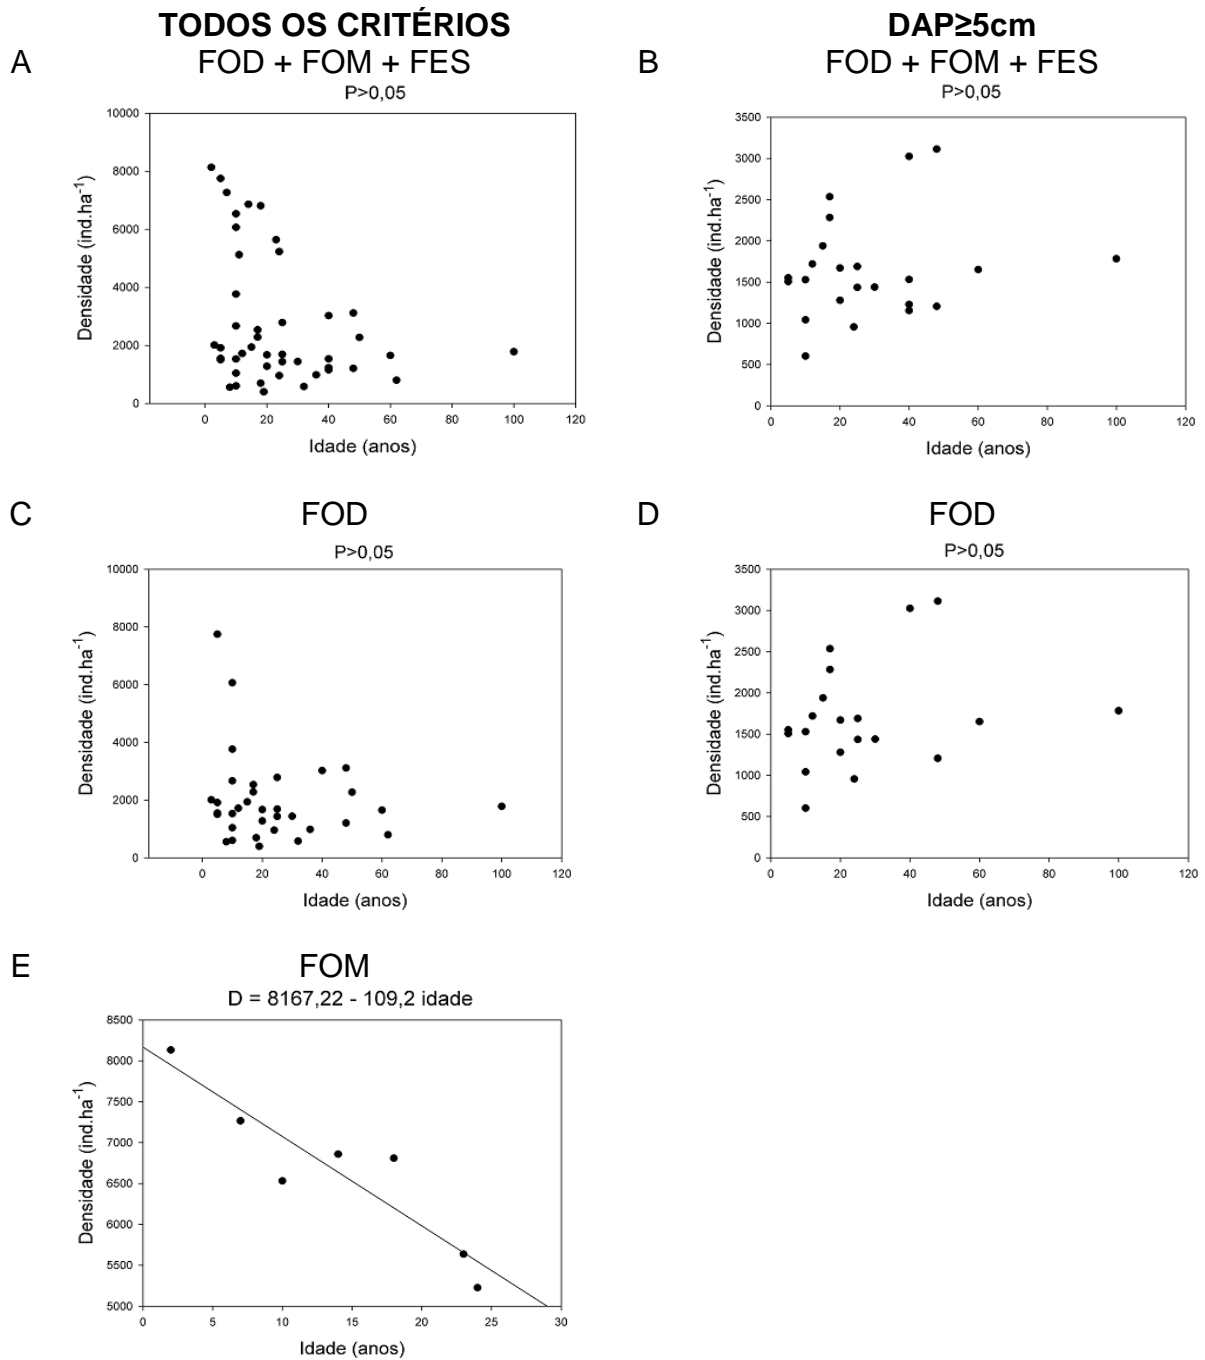 TODOS OS CRITÉRIOS
DAP≥5cm
A
FOD + FOM + FES
P>0,05
10000
8000
6000
4000
2000
0
Densidade (ind.ha-1)
0 20 40 60 80 100 120
Idade (anos)
B
FOD + FOM + FES
P>0,05
3500
3000
2500
2000
1500
1000
500
0
Densidade (ind.ha-1)
0 20 40 60 80 100 120
Idade (anos)
C
FOD
P>0,05
10000
8000
6000
4000
2000
0
Densidade (ind.ha-1)
0 20 40 60 80 100 120
Idade (anos)
D
FOD
P>0,05
3500
3000
2500
2000
1500
1000
500
0
Densidade (ind.ha-1)
0 20 40 60 80 100 120
Idade (anos)
E
FOM
D = 8167,22 - 109,2 idade
8500
8000
7500
7000
6500
6000
5500
5000
Densidade (ind.ha-1)
0 5 10 15 20 25 30
Idade (anos)